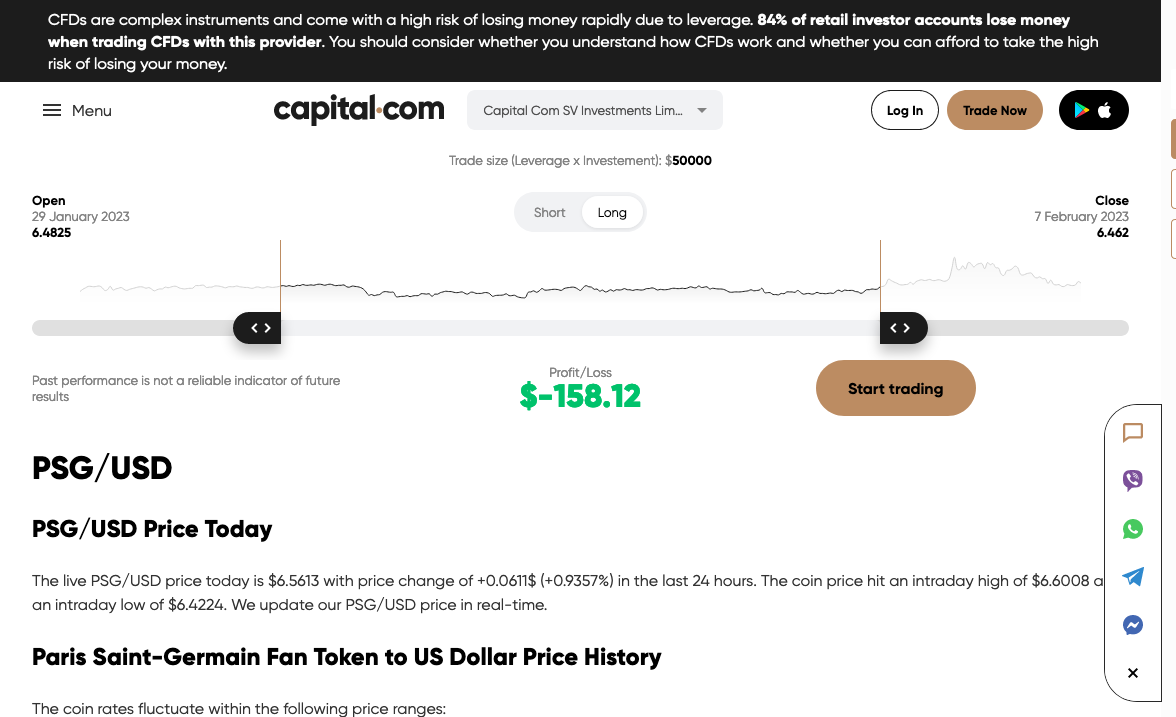 CFDs are complex instruments and come with a high risk of losing money rapidly due to leverage. 84% of retail investor accounts lose money
when trading CFDs with this provider. You should consider whether you understand how CFDs work and whether you can afford to take the high
risk of losing your money.
Menu
capital.com
Capital Com SV Investments Lim...
Log In
Trade Now
Trade size (Leverage x Investement): $50000
Open
29 January 2023
6.4825
Short
Long
Close
7 February 2023
6.462
Past performance is not a reliable indicator of future
results
Profit/Loss
$-158.12
Start trading
PSG/USD
PSG/USD Price Today
The live PSG/USD price today is $6.5613 with price change of +0.0611$ (+0.9357%) in the last 24 hours. The coin price hit an intraday high of $6.6008 a
an intraday low of $6.4224. We update our PSG/USD price in real-time.
Paris Saint-Germain Fan Token to US Dollar Price History
The coin rates fluctuate within the following price ranges: